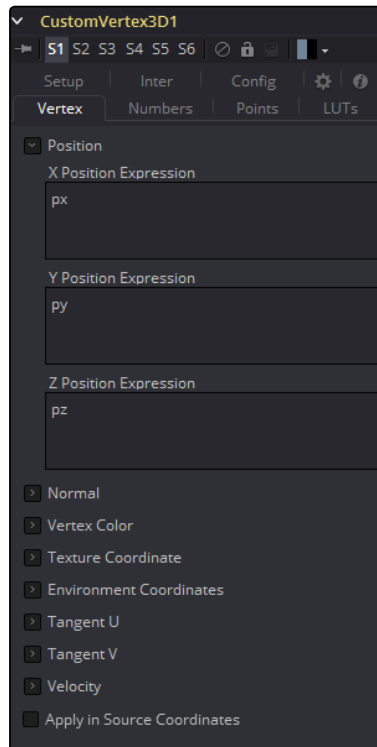 CustomVertex3D1
S1 S2 S3 S4 S5 S6
Setup Inter Config
Vertex Numbers Points LUTs
Position
X Position Expression
px
Y Position Expression
py
Z Position Expression
pz
Normal
Vertex Color
Texture Coordinate
Environment Coordinates
Tangent U
Tangent V
Velocity
Apply in Source Coordinates